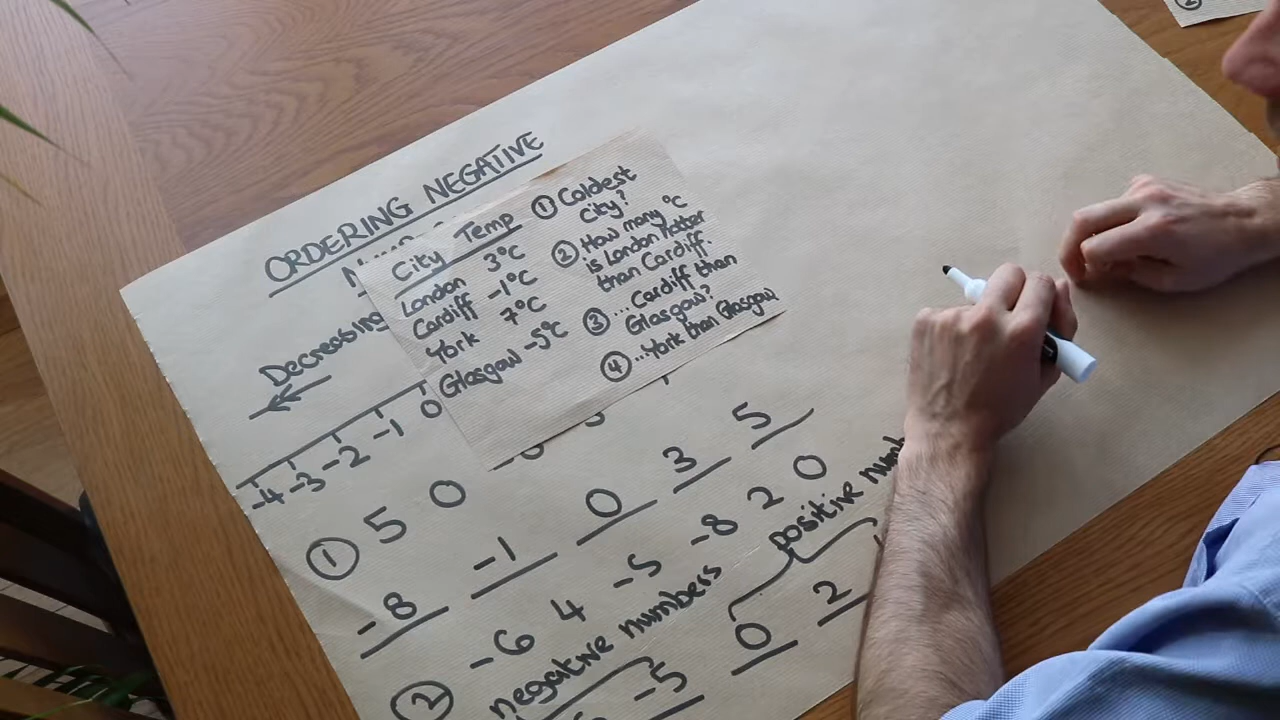 ORDERING NEGATIVE
Decreasing
City Temp
London 3°C
Cardiff -1°C
York 7°C
Glasgow -5°C
① Coldest
City?
② How many °C
is London Hotter
than Cardiff.
③ ...Cardiff than
Glasgow?
④ ...York than Glasgow
-4 -3 -2 -1 0
① 5 0
-8 -1 0 3 5
② -6 4 -5 -8 2 0
negative numbers positive
-5 0 2